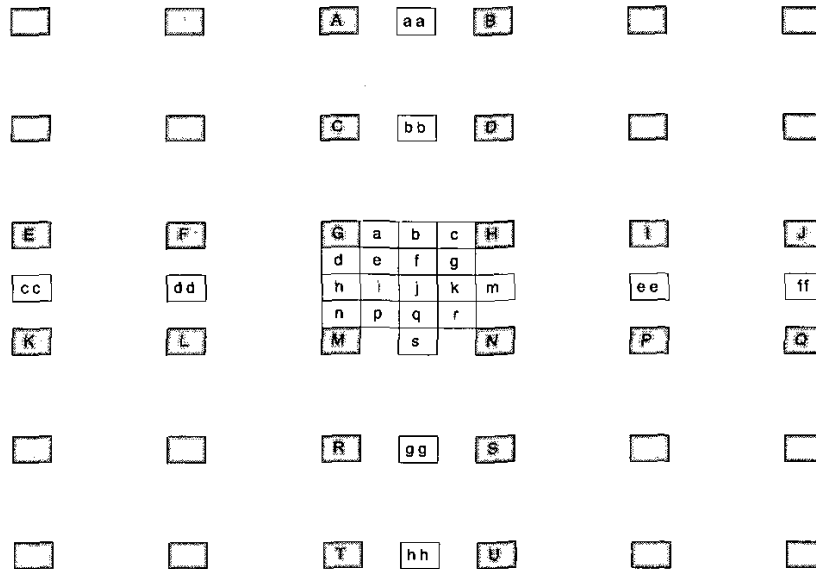 A aa B
C bb D
E F G a b c H I J
d e f g
cc dd h i j k m ee ff
n p q r
K L M s N P Q
R gg S
T hh U